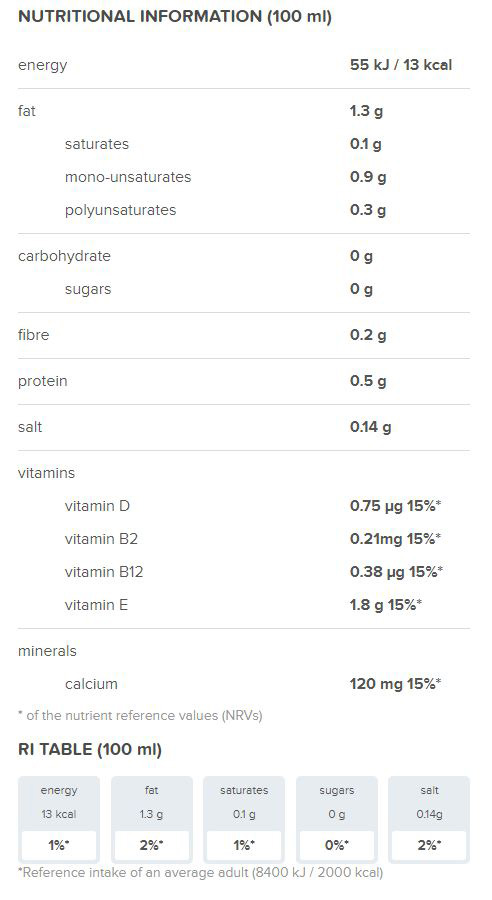 NUTRITIONAL INFORMATION (100 ml)
energy 55 kJ / 13 kcal
fat 1.3 g
saturates 0.1 g
mono-unsaturates 0.9 g
polyunsaturates 0.3 g
carbohydrate 0 g
sugars 0 g
fibre 0.2 g
protein 0.5 g
salt 0.14 g
vitamins
vitamin D 0.75 µg 15%*
vitamin B2 0.21mg 15%*
vitamin B12 0.38 µg 15%*
vitamin E 1.8 g 15%*
minerals
calcium 120 mg 15%*
* of the nutrient reference values (NRVs)
RI TABLE (100 ml)
energy fat saturates sugars salt
13 kcal 1.3 g 0.1 g 0 g 0.14g
1%* 2%* 1%* 0%* 2%*
*Reference intake of an average adult (8400 kJ / 2000 kcal)